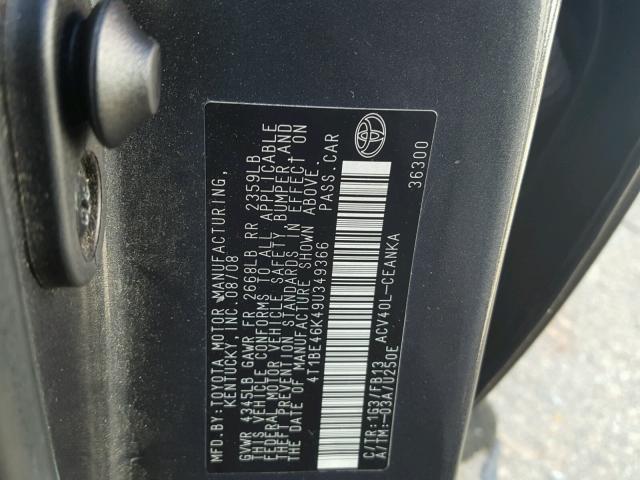 MFD.BY:TOYOTA MOTOR MANUFACTURING,
KENTUCKY, INC. 08/08
GVWR 4345LB GAWR FR 2668LB RR 2359LB
THIS VEHICLE CONFORMS TO ALL APPLICABLE
FEDERAL MOTOR VEHICLE SAFETY, BUMPER, AND
THEFT PREVENTION STANDARDS IN EFFECT ON
THE DATE OF MANUFACTURE SHOWN ABOVE.
4T1BE46K49U349366 PASS.CAR
C/TR:1G3/FB13 ACV40L-CEANKA
A/TM:-03A/U250E 36300